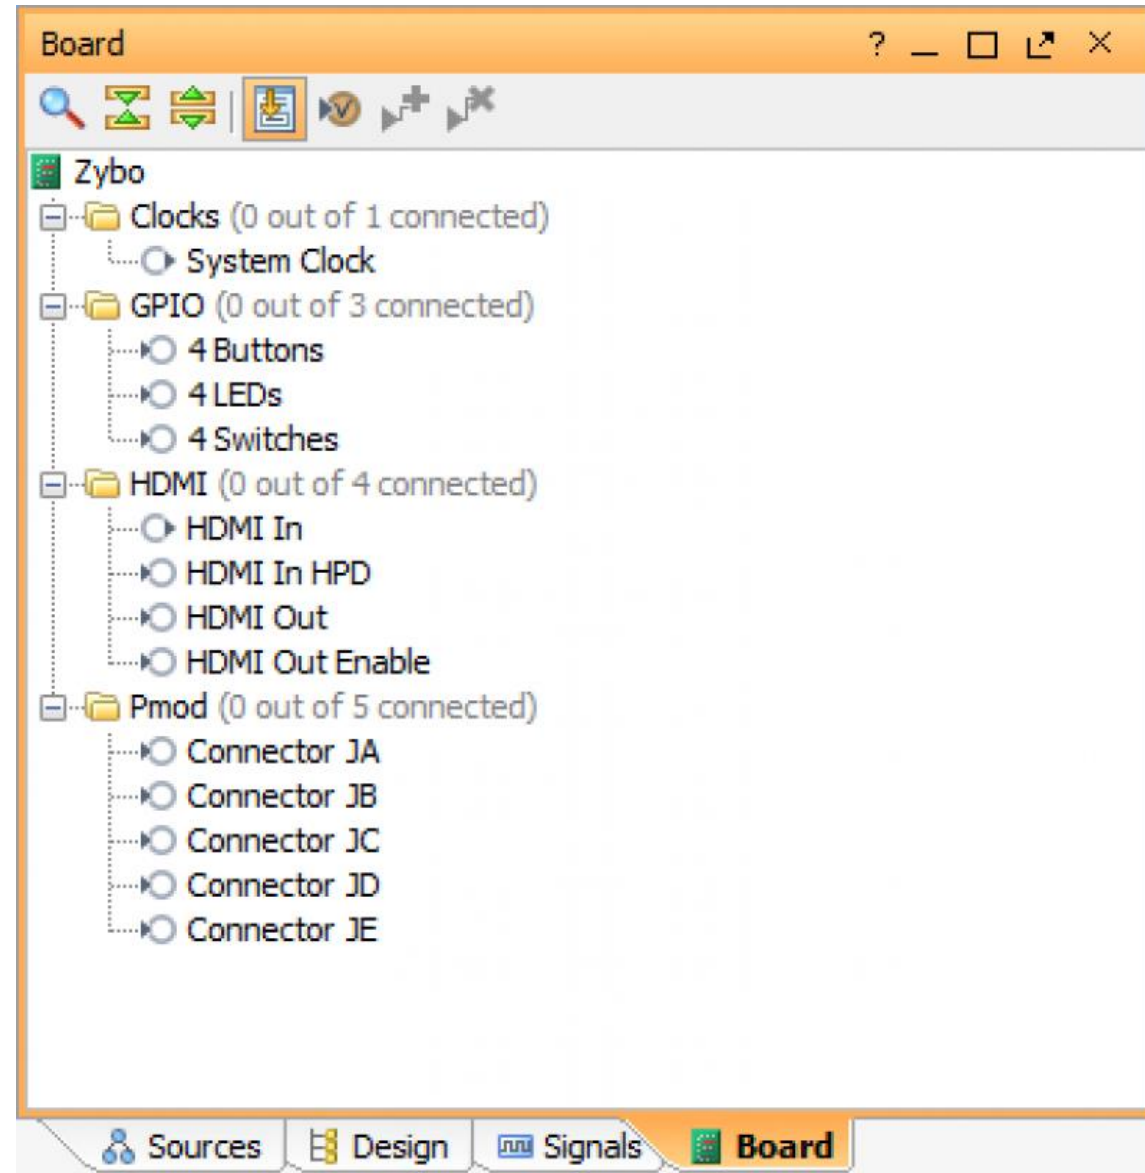 Board
Zybo
Clocks (0 out of 1 connected)
System Clock
GPIO (0 out of 3 connected)
4 Buttons
4 LEDs
4 Switches
HDMI (0 out of 4 connected)
HDMI In
HDMI In HPD
HDMI Out
HDMI Out Enable
Pmod (0 out of 5 connected)
Connector JA
Connector JB
Connector JC
Connector JD
Connector JE
Sources Design Signals Board